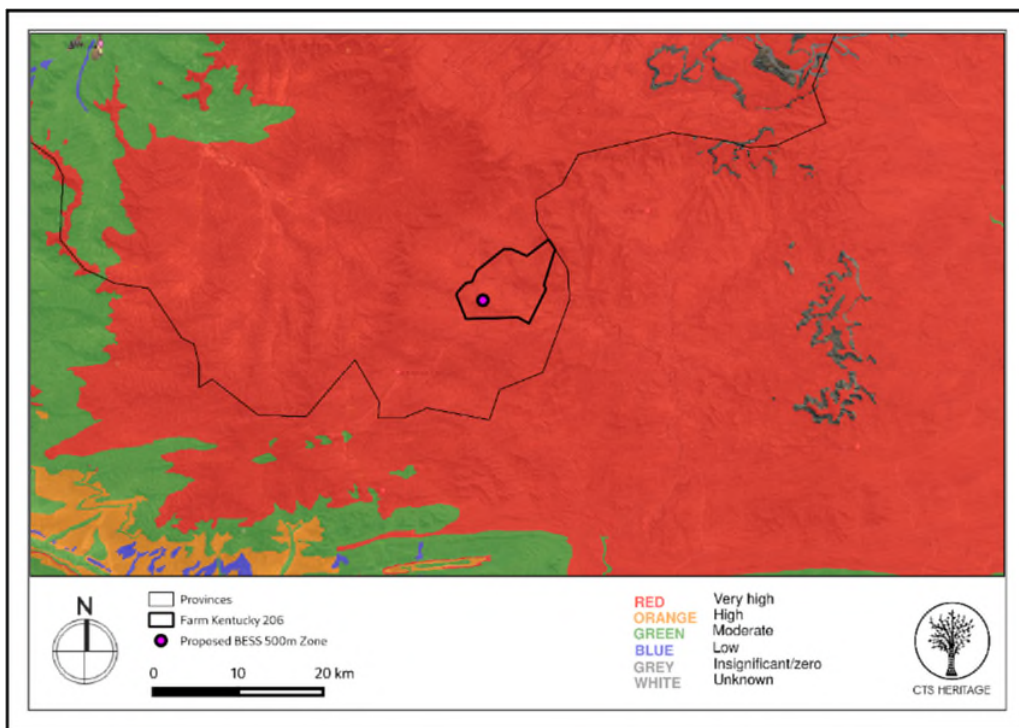 N
Provinces
Farm Kentucky 206
Proposed BESS 500m Zone
0 10 20 km
RED Very high
ORANGE High
GREEN Moderate
BLUE Low
GREY Insignificant/zero
WHITE Unknown
CTS HERITAGE